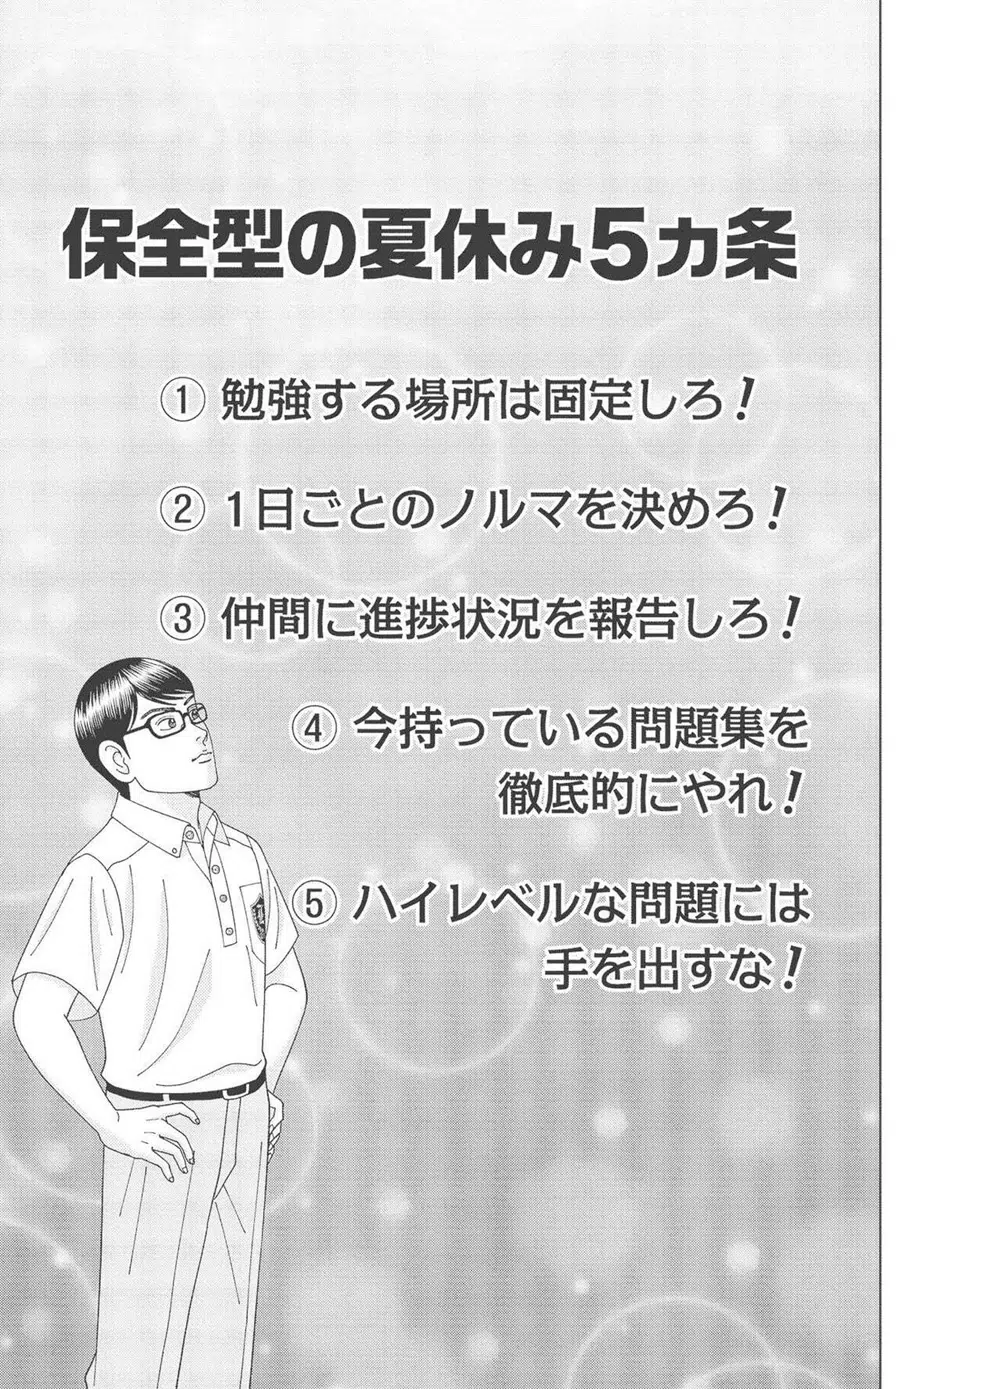 保全型の夏休み5ヵ条
① 勉強する場所は固定しろ!
② 1日ごとのノルマを決めろ!
③ 仲間に進捗状況を報告しろ!
④ 今持っている問題集を
徹底的にやれ!
⑤ ハイレベルな問題には
手を出すな!